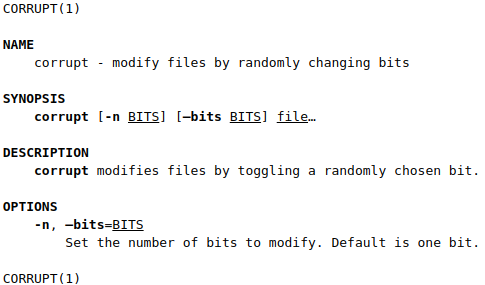 CORRUPT(1)
NAME
corrupt - modify files by randomly changing bits
SYNOPSIS
corrupt [-n BITS] [—bits BITS] file…
DESCRIPTION
corrupt modifies files by toggling a randomly chosen bit.
OPTIONS
-n, —bits=BITS
Set the number of bits to modify. Default is one bit.
CORRUPT(1)